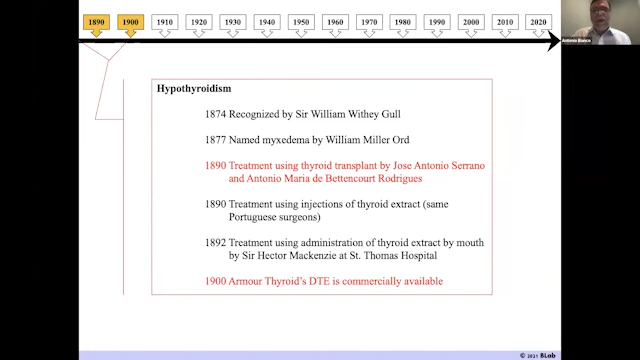 1890 1900 1910 1920 1930 1940 1950 1960 1970 1980 1990 2000 2010 2020
Antonio Bianco
Hypothyroidism
1874 Recognized by Sir William Withey Gull
1877 Named myxedema by William Miller Ord
1890 Treatment using thyroid transplant by Jose Antonio Serrano
and Antonio Maria de Bettencourt Rodrigues
1890 Treatment using injections of thyroid extract (same
Portuguese surgeons)
1892 Treatment using administration of thyroid extract by mouth
by Sir Hector Mackenzie at St. Thomas Hospital
1900 Armour Thyroid’s DTE is commercially available
© 2021 BLab